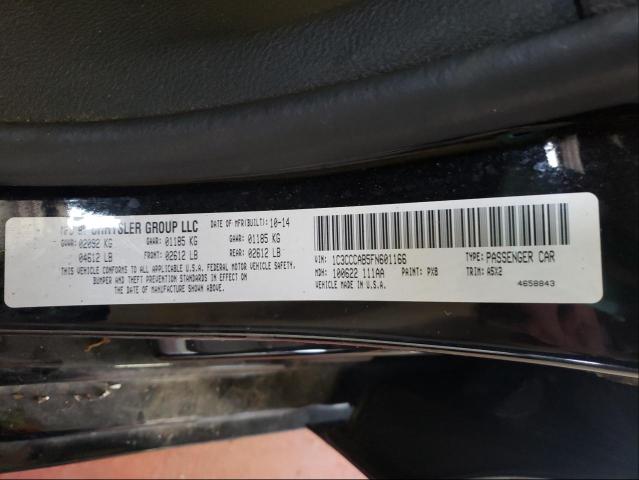 MFD BY CHRYSLER GROUP LLC DATE OF MFR(BUILT): 10-14
GVWR: 02092 KG GAWR: 01185 KG GAWR: 01185 KG
04612 LB FRONT: 02612 LB REAR: 02612 LB
THIS VEHICLE CONFORMS TO ALL APPLICABLE U.S.A. FEDERAL MOTOR VEHICLE SAFETY,
BUMPER AND THEFT PREVENTION STANDARDS IN EFFECT ON
THE DATE OF MANUFACTURE SHOWN ABOVE.
VIN: 1C3CCCAB5FN601166 TYPE: PASSENGER CAR
MDH: 100622 111AA PAINT: PX8 TRIM: A5X2
VEHICLE MADE IN U.S.A. 4658843